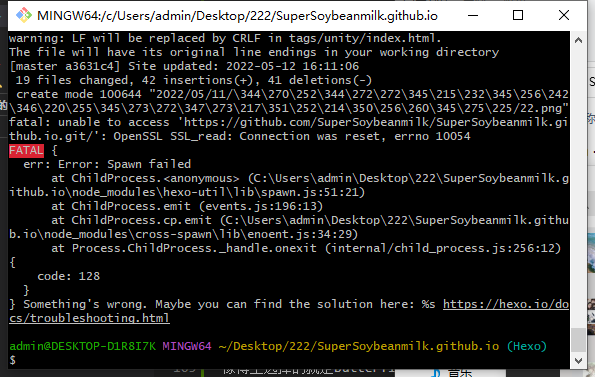 MINGW64:/c/Users/admin/Desktop/222/SuperSoybeanmilk.github.io
warning: LF will be replaced by CRLF in tags/unity/index.html.
The file will have its original line endings in your working directory
[master a3631c4] Site updated: 2022-05-12 16:11:06
 19 files changed, 42 insertions(+), 41 deletions(-)
 create mode 100644 "2022/05/11/\344\270\252\344\272\272\345\215\232\345\256\242
\346\220\255\345\273\272\347\273\217\351\252\214\350\256\260\345\275\225/22.png"
fatal: unable to access 'https://github.com/SuperSoybeanmilk/SuperSoybeanmilk.gi
thub.io.git/': OpenSSL SSL_read: Connection was reset, errno 10054
FATAL {
  err: Error: Spawn failed
      at ChildProcess.<anonymous> (C:\Users\admin\Desktop\222\SuperSoybeanmilk.g
ithub.io\node_modules\hexo-util\lib\spawn.js:51:21)
      at ChildProcess.emit (events.js:196:13)
      at ChildProcess.cp.emit (C:\Users\admin\Desktop\222\SuperSoybeanmilk.githu
b.io\node_modules\cross-spawn\lib\enoent.js:34:29)
      at Process.ChildProcess._handle.onexit (internal/child_process.js:256:12)
{
    code: 128
  }
} Something's wrong. Maybe you can find the solution here: %s https://hexo.io/do
cs/troubleshooting.html
admin@DESKTOP-D1R8I7K MINGW64 ~/Desktop/222/SuperSoybeanmilk.github.io (Hexo)
$
的
音乐